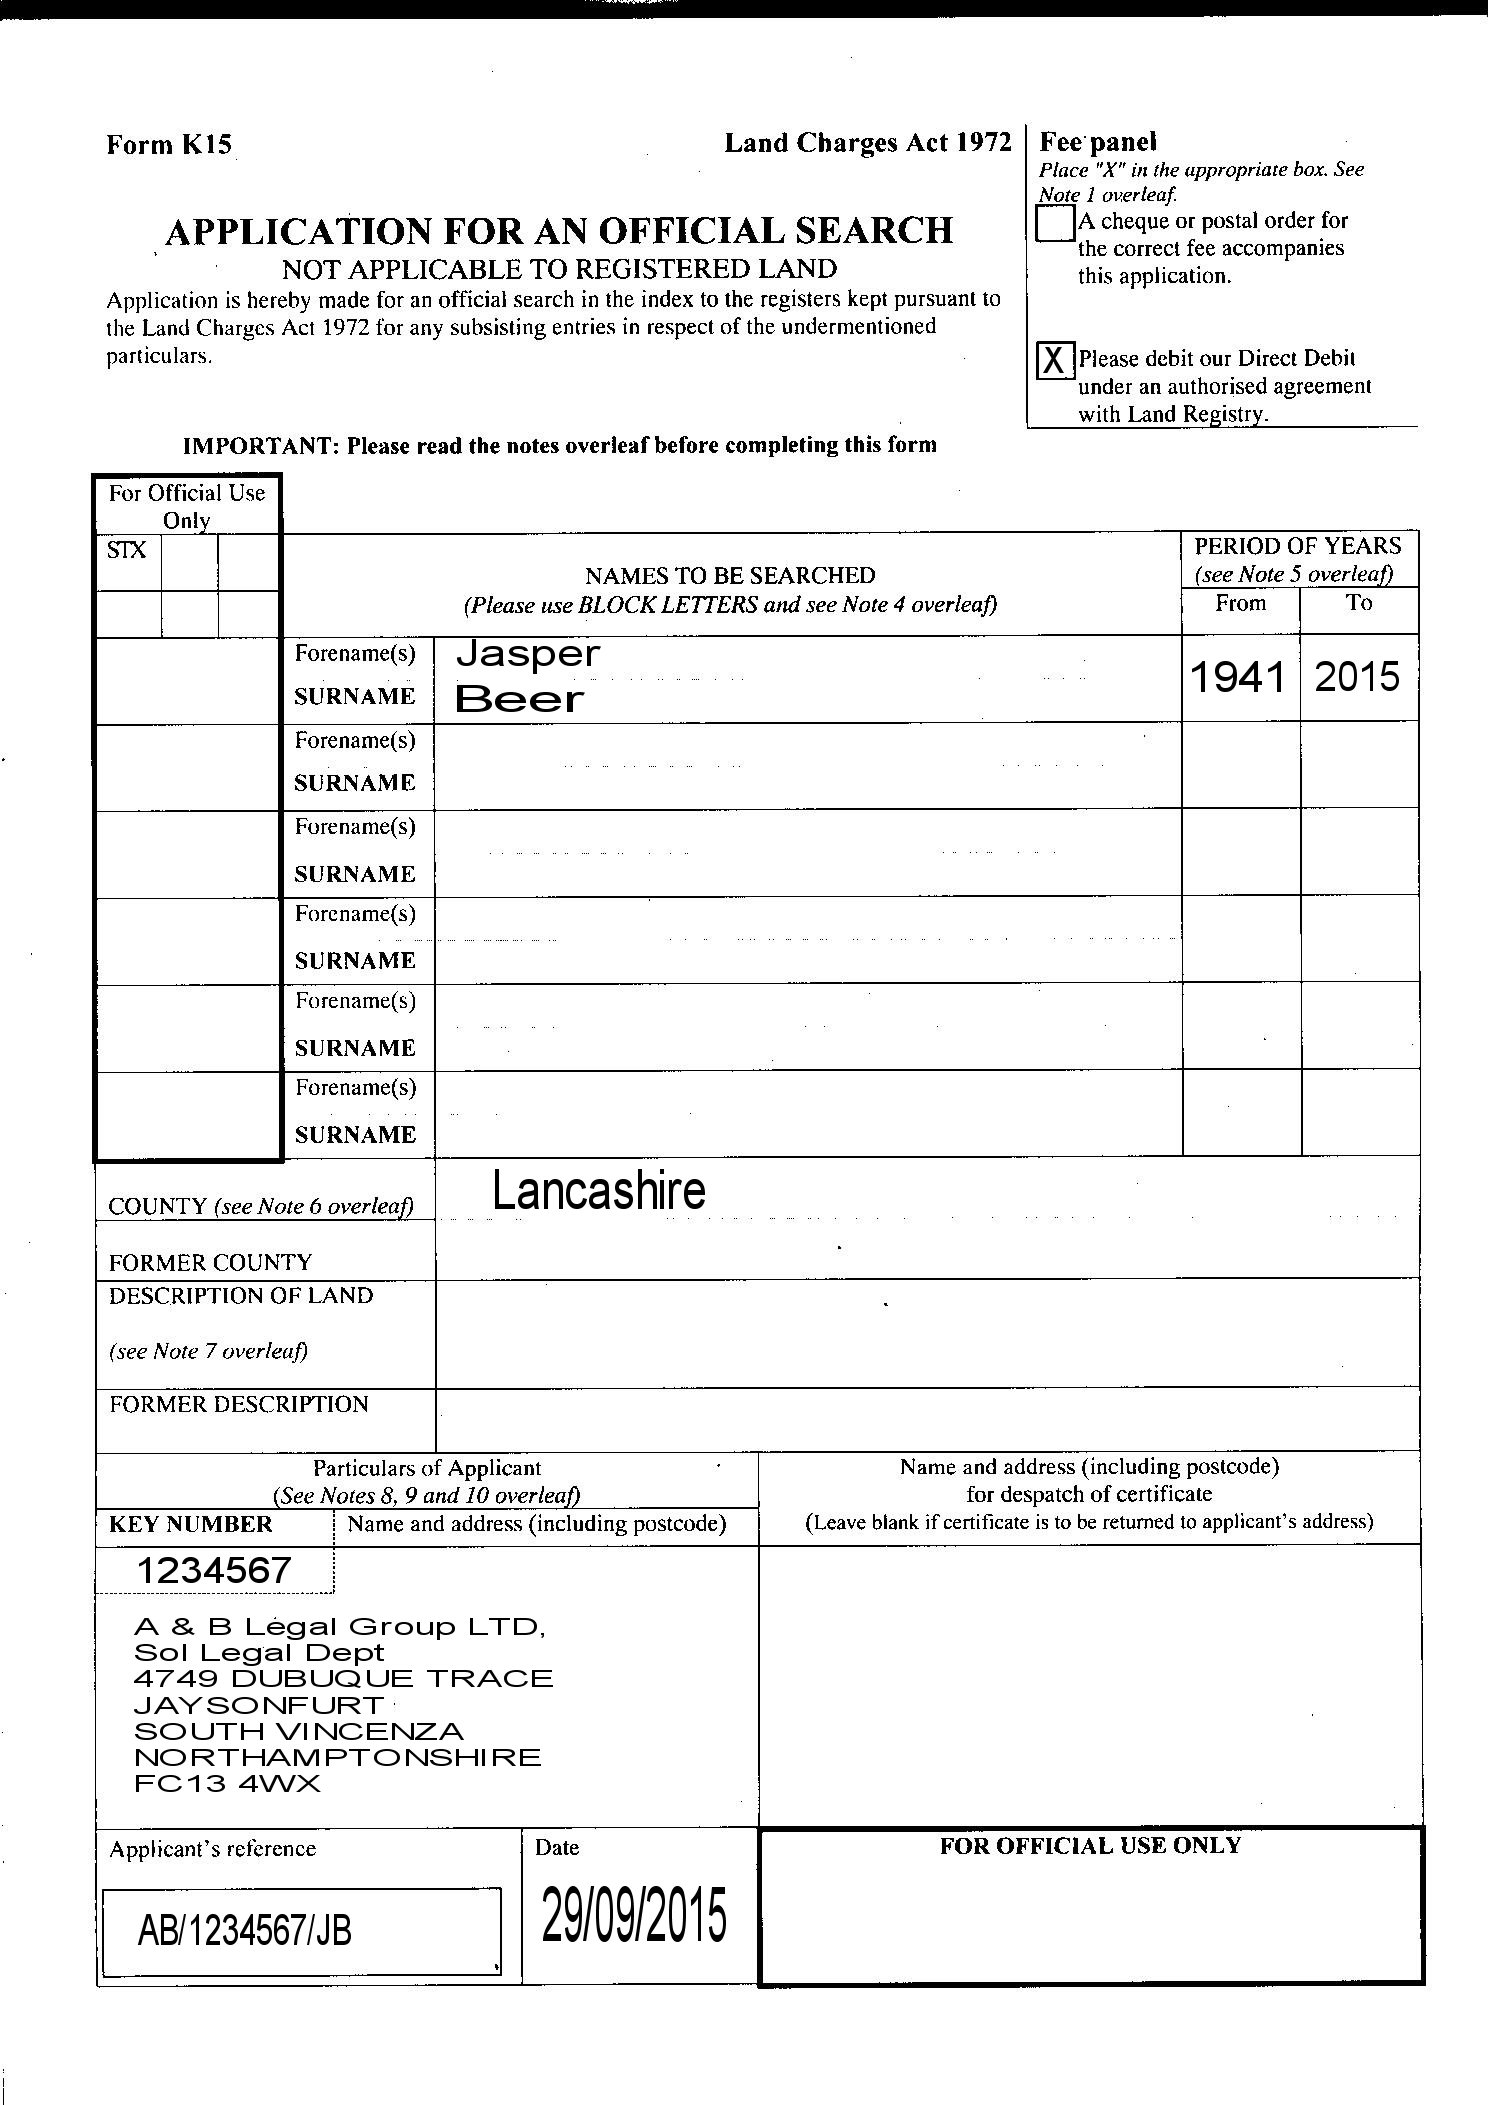 Form K15
Land Charges Act 1972
Fee panel
Place "X" in the appropriate box. See
Note 1 overleaf.
A cheque or postal order for
the correct fee accompanies
this application.
X Please debit our Direct Debit
under an authorised agreement
with Land Registry.
APPLICATION FOR AN OFFICIAL SEARCH
NOT APPLICABLE TO REGISTERED LAND
Application is hereby made for an official search in the index to the registers kept pursuant to
the Land Charges Act 1972 for any subsisting entries in respect of the undermentioned
particulars.
IMPORTANT: Please read the notes overleaf before completing this form
For Official Use
Only
STX
NAMES TO BE SEARCHED
(Please use BLOCK LETTERS and see Note 4 overleaf)
PERIOD OF YEARS
(see Note 5 overleaf)
From To
Forename(s) Jasper
SURNAME Beer
1941 2015
Forename(s)
SURNAME
Forename(s)
SURNAME
Forename(s)
SURNAME
Forename(s)
SURNAME
Forename(s)
SURNAME
COUNTY (see Note 6 overleaf) Lancashire
FORMER COUNTY
DESCRIPTION OF LAND
(see Note 7 overleaf)
FORMER DESCRIPTION
Particulars of Applicant
(See Notes 8, 9 and 10 overleaf)
KEY NUMBER Name and address (including postcode)
Name and address (including postcode)
for despatch of certificate
(Leave blank if certificate is to be returned to applicant's address)
1234567
A & B Legal Group LTD,
Sol Legal Dept
4749 DUBUQUE TRACE
JAYSONFURT
SOUTH VINCENZA
NORTHAMPTONSHIRE
FC13 4WX
Applicant's reference
AB/1234567/JB
Date
29/09/2015
FOR OFFICIAL USE ONLY